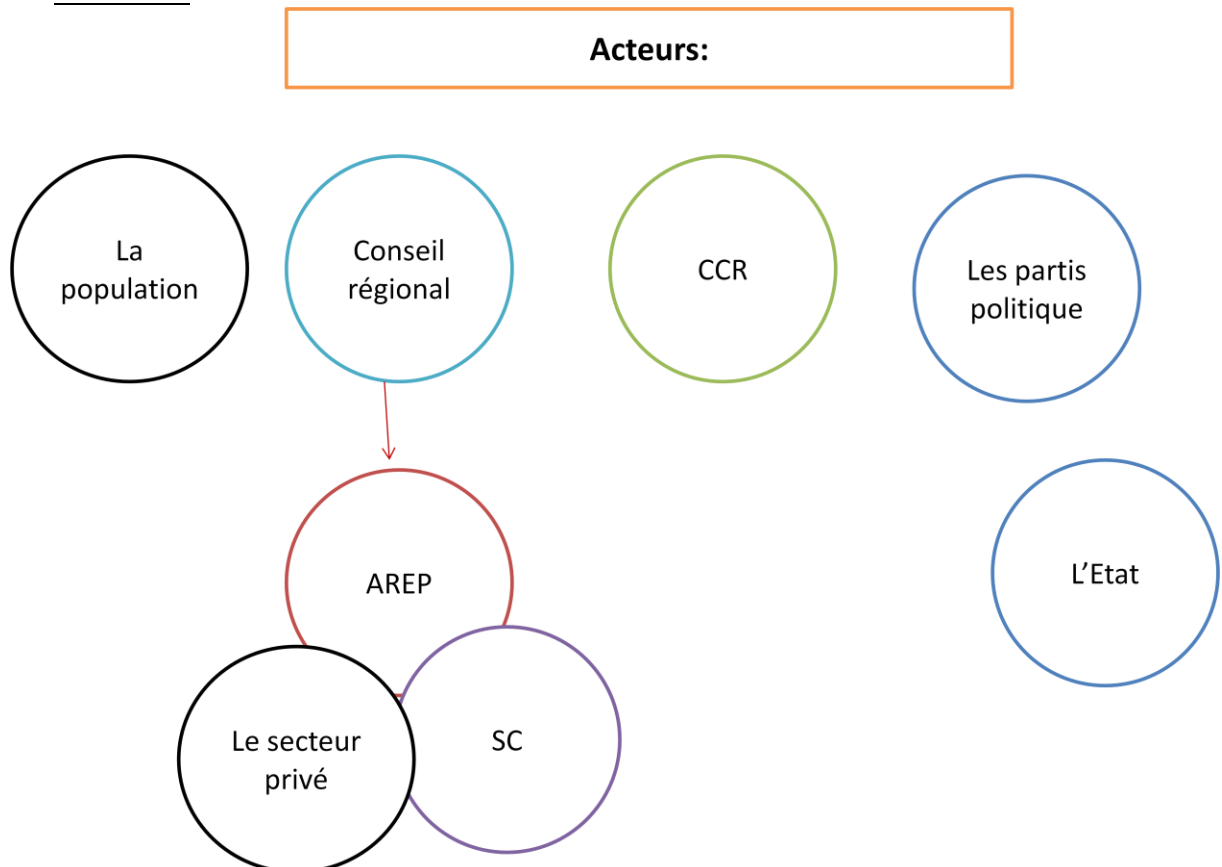 Acteurs:
La
population
Conseil
régional
CCR
Les partis
politique
AREP
L'Etat
Le secteur
privé
SC